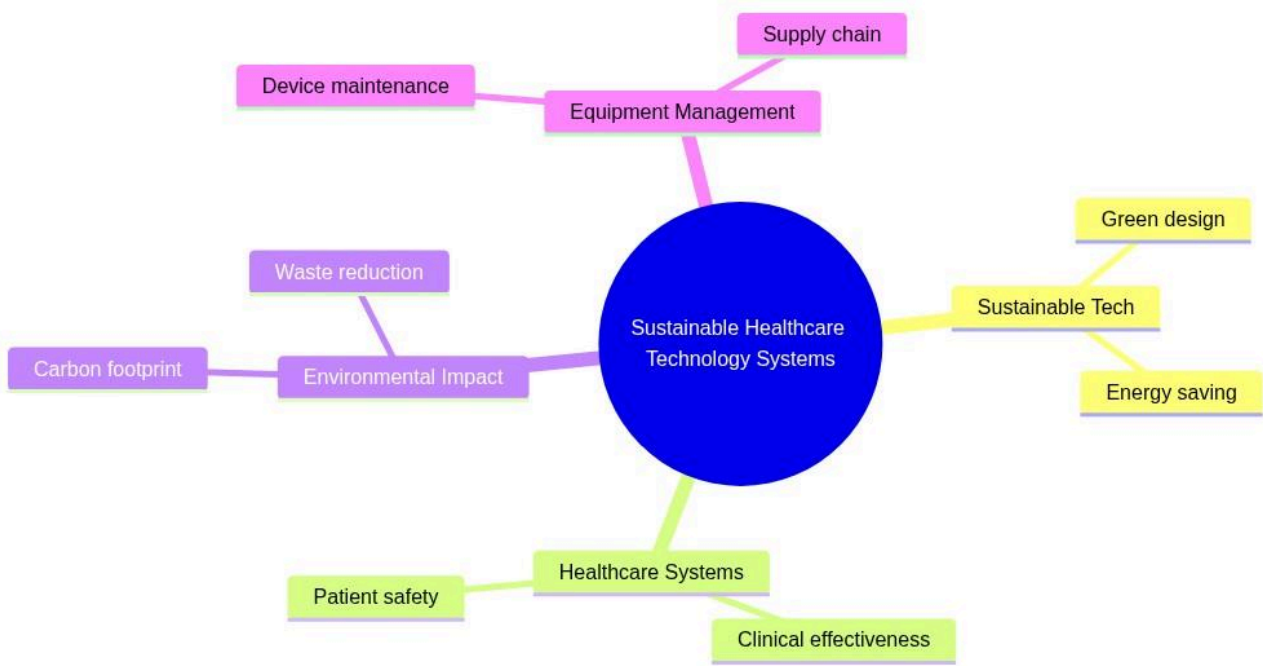 Supply chain
Device maintenance
Equipment Management
Green design
Waste reduction
Sustainable Tech
Sustainable Healthcare
Technology Systems
Carbon footprint
Environmental Impact
Energy saving
Healthcare Systems
Patient safety
Clinical effectiveness